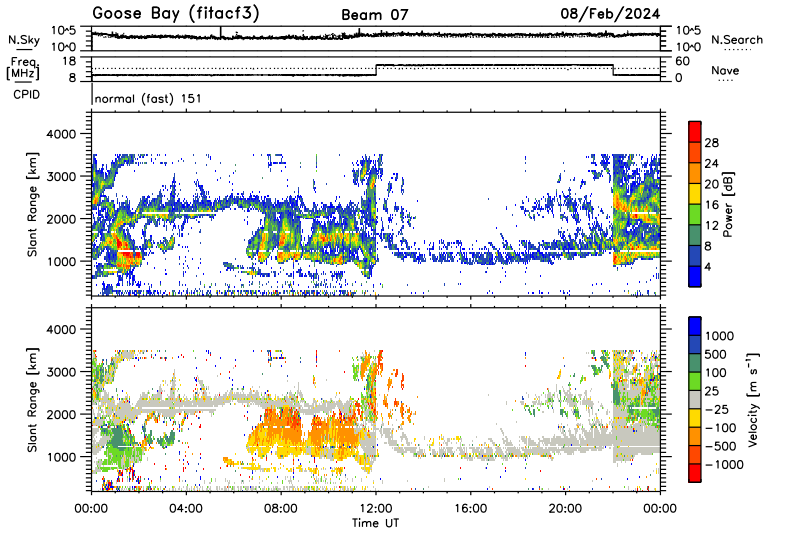 Goose Bay (fitacf3) Beam 07 08/Feb/2024
N.Sky 10^5 10^0 10^5 10^0 N.Search
Freq. [MHz] 18 8 60 0 Nave
CPID normal (fast) 151
Slant Range [km] 4000 3000 2000 1000
28 24 20 16 12 8 4 Power [dB]
Slant Range [km] 4000 3000 2000 1000
1000 500 100 25 −25 −100 −500 −1000 Velocity [m s⁻¹]
00:00 04:00 08:00 12:00 16:00 20:00 00:00
Time UT